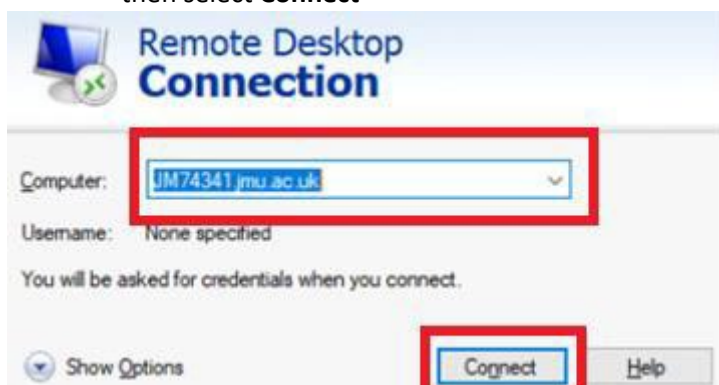 then select Connect
Remote Desktop
Connection
Computer: JM74341.jmu.ac.uk
Username: None specified
You will be asked for credentials when you connect.
Show Options Connect Help